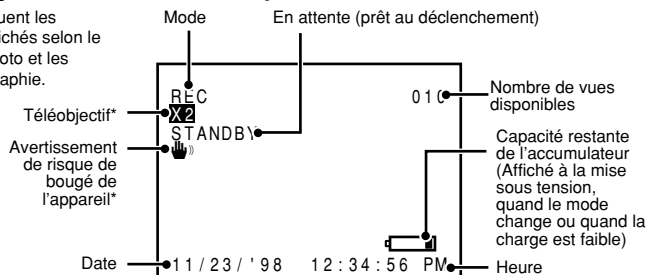 uent les
ichés selon le
oto et les
aphie.
Mode
En attente (prêt au déclenchement)
Téléobjectif*
Avertissement
de risque de
bougé de
l'appareil*
Date
REC
X2
STANDBY
010
11/23/'98 12:34:56 PM
Nombre de vues
disponibles
Capacité restante
de l'accumulateur
(Affiché à la mise
sous tension,
quand le mode
change ou quand la
charge est faible)
Heure